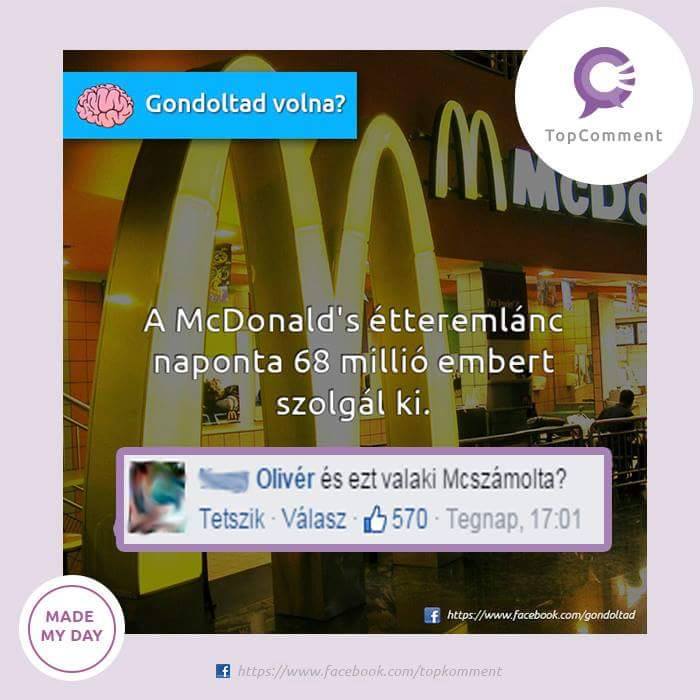 Gondoltad volna?
TopComment
McDo
A McDonald's étteremlánc
naponta 68 millió embert
szolgál ki.
Olivér és ezt valaki Mcszámolta?
Tetszik · Válasz · 570 · Tegnap, 17:01
MADE
MY DAY
https://www.facebook.com/gondoltad
https://www.facebook.com/topkomment